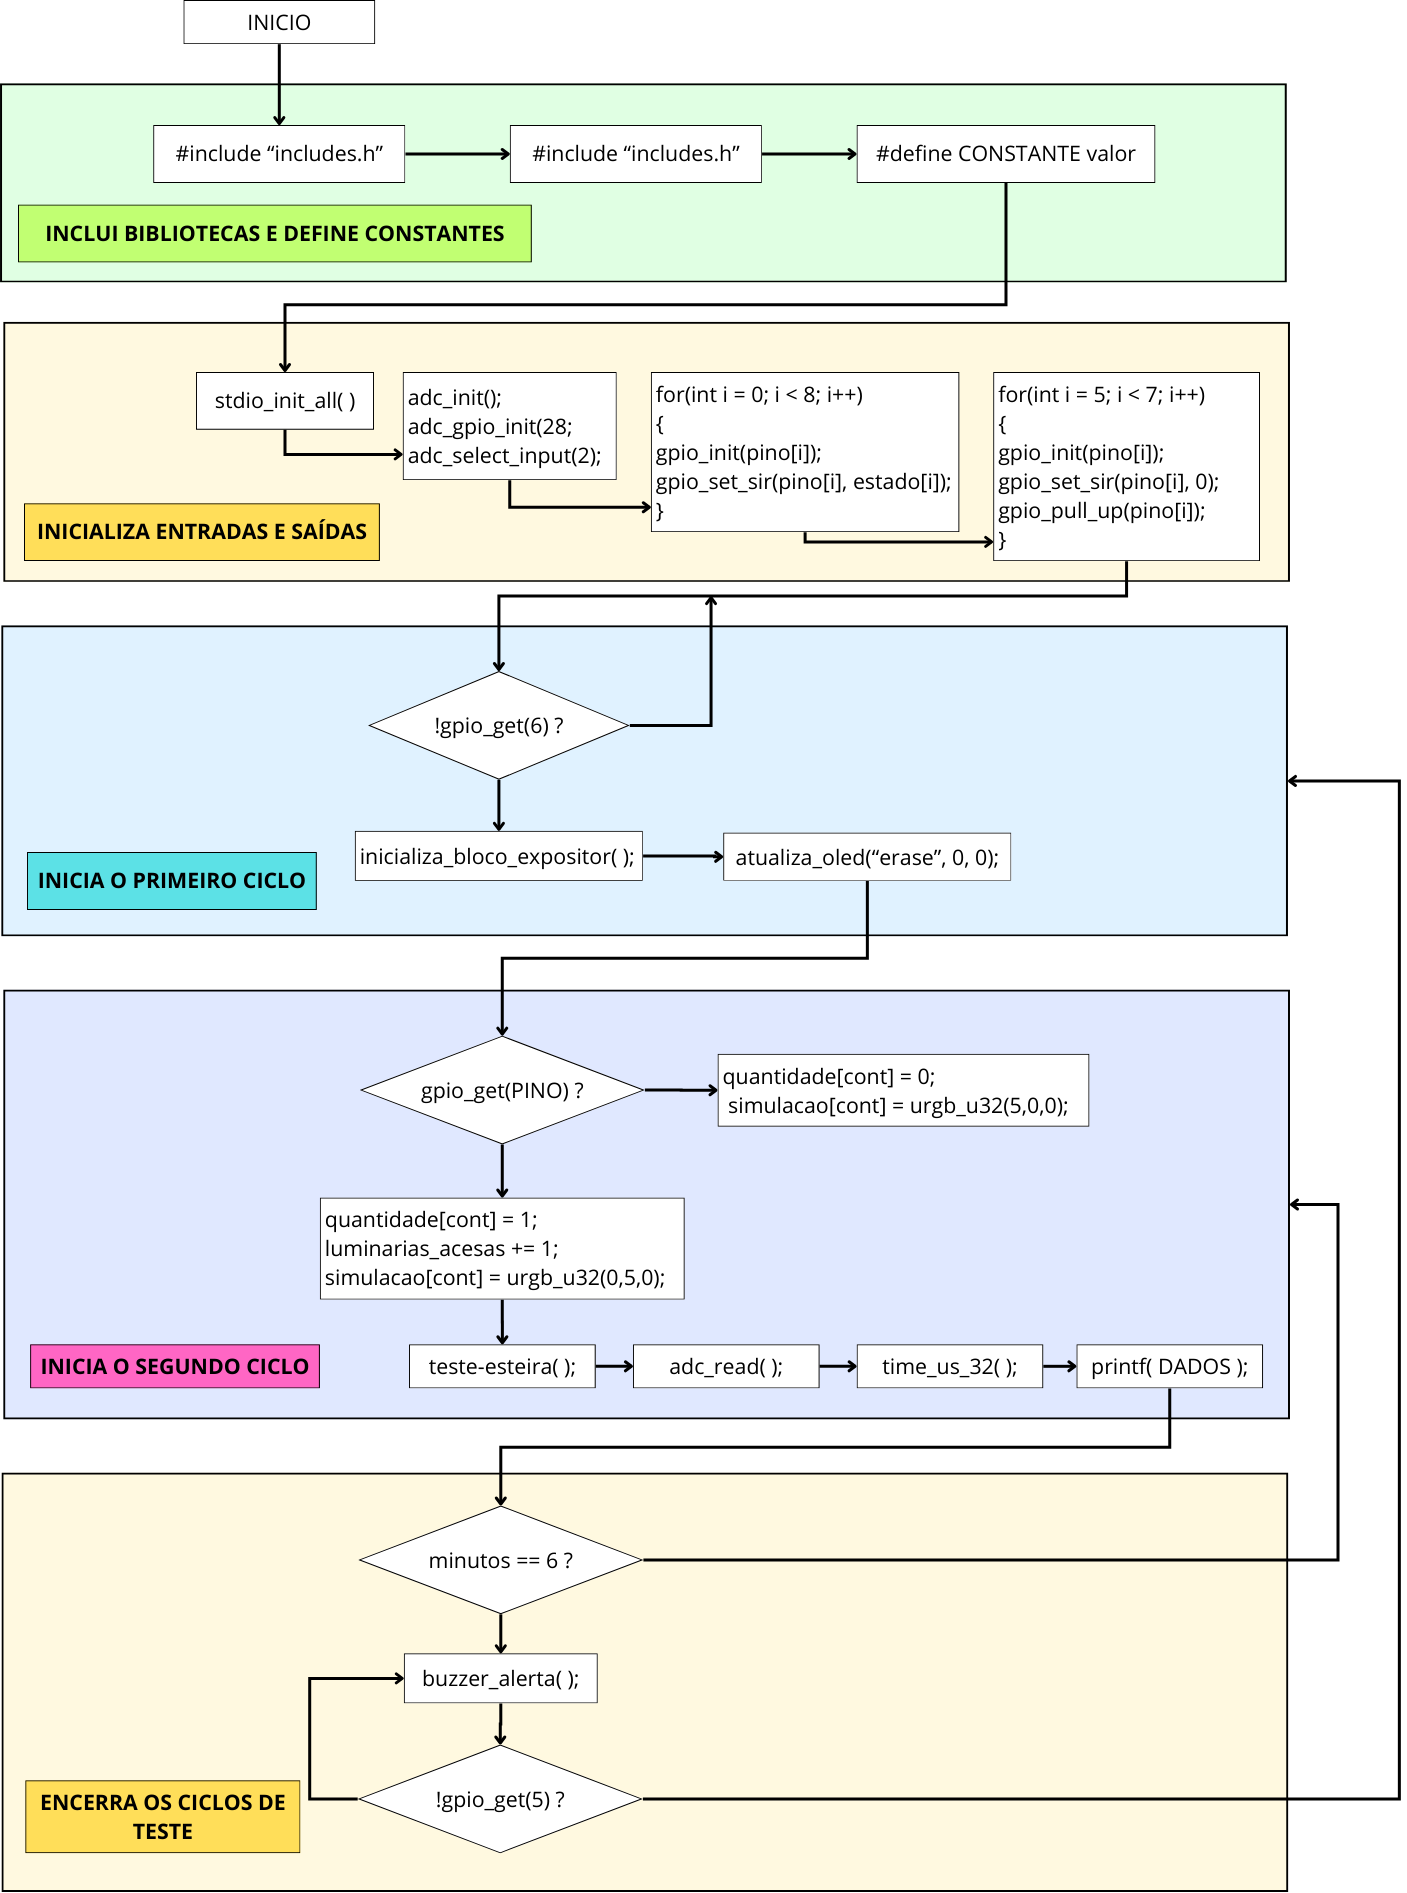 INICIO
#include “includes.h”
#include “includes.h”
#define CONSTANTE valor
INCLUI BIBLIOTECAS E DEFINE CONSTANTES
stdio_init_all( )
adc_init();
adc_gpio_init(28;
adc_select_input(2);
for(int i = 0; i < 8; i++)
{
gpio_init(pino[i]);
gpio_set_sir(pino[i], estado[i]);
}
for(int i = 5; i < 7; i++)
{
gpio_init(pino[i]);
gpio_set_sir(pino[i], 0);
gpio_pull_up(pino[i]);
}
INICIALIZA ENTRADAS E SAÍDAS
!gpio_get(6) ?
inicializa_bloco_expositor( );
atualiza_oled(“erase”, 0, 0);
INICIA O PRIMEIRO CICLO
gpio_get(PINO) ?
quantidade[cont] = 0;
simulacao[cont] = urgb_u32(5,0,0);
quantidade[cont] = 1;
luminarias_acesas += 1;
simulacao[cont] = urgb_u32(0,5,0);
INICIA O SEGUNDO CICLO
teste-esteira( );
adc_read( );
time_us_32( );
printf( DADOS );
minutos == 6 ?
buzzer_alerta( );
!gpio_get(5) ?
ENCERRA OS CICLOS DE
TESTE